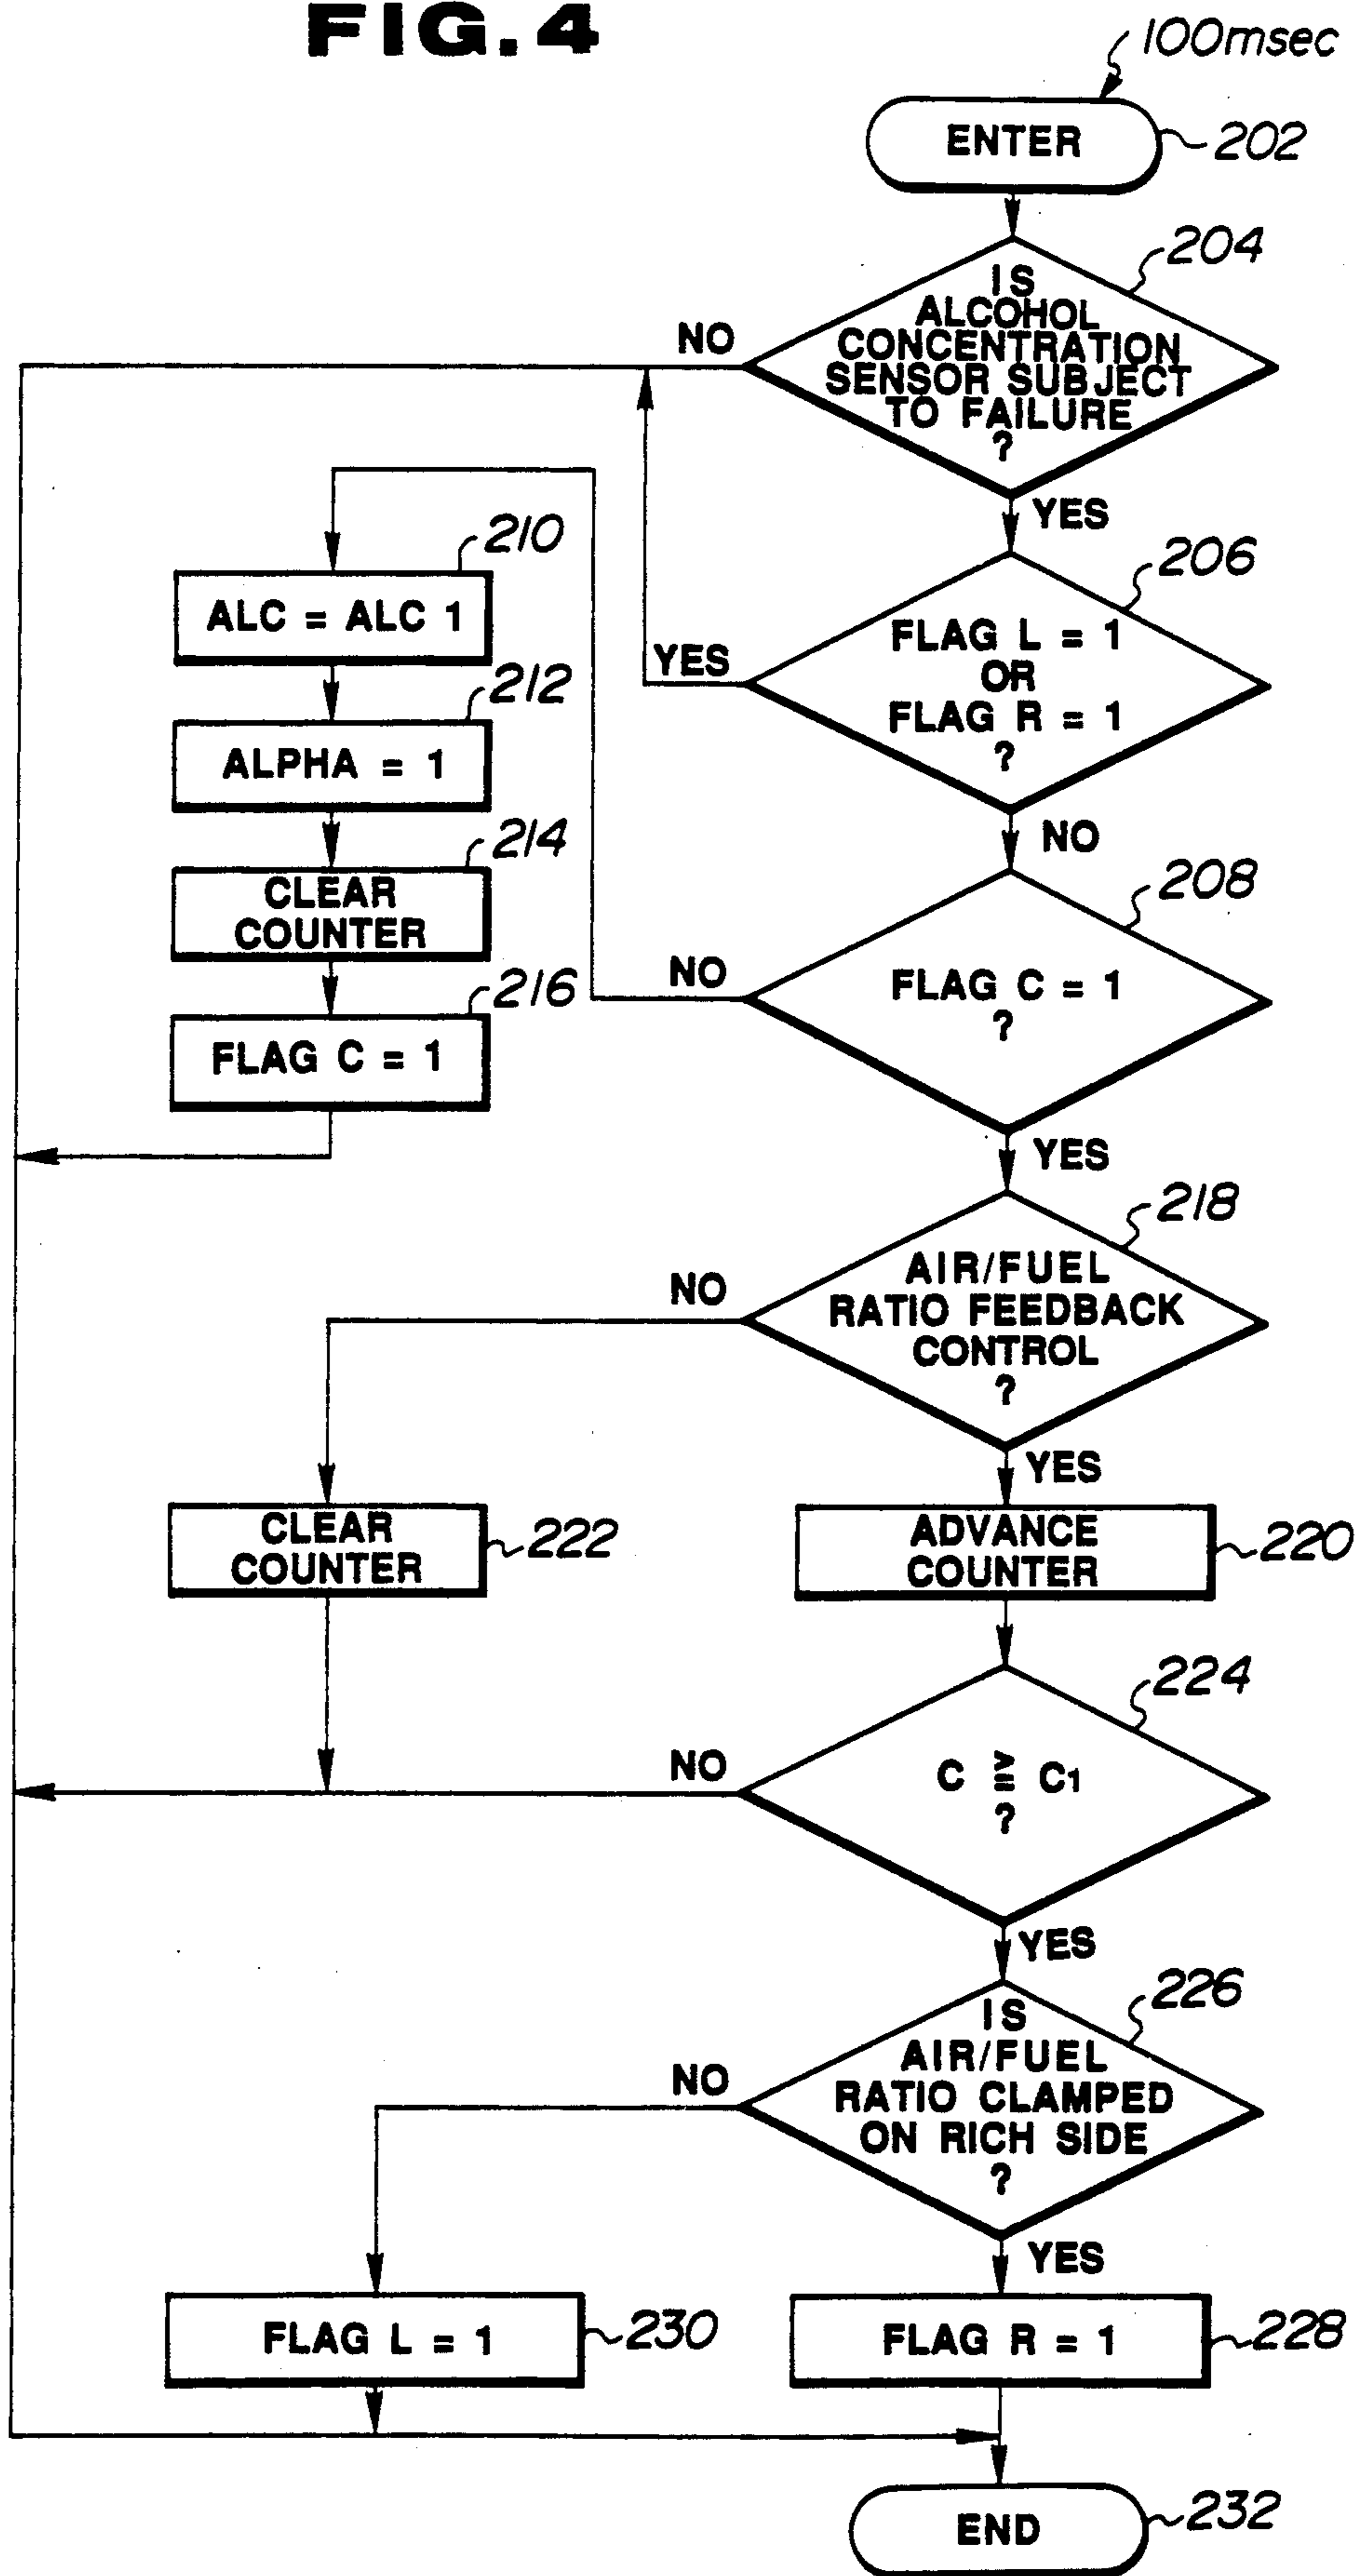 FIG. 4
100msec
ENTER
202
204
IS
ALCOHOL
CONCENTRATION
SENSOR SUBJECT
TO FAILURE
?
NO
YES
206
FLAG L = 1
OR
FLAG R = 1
?
YES
NO
208
FLAG C = 1
?
NO
YES
210
ALC = ALC 1
212
ALPHA = 1
214
CLEAR
COUNTER
216
FLAG C = 1
218
AIR/FUEL
RATIO FEEDBACK
CONTROL
?
NO
YES
CLEAR
COUNTER
222
ADVANCE
COUNTER
220
224
C ≧ C1
?
NO
YES
226
IS
AIR/FUEL
RATIO CLAMPED
ON RICH SIDE
?
NO
YES
FLAG L = 1
230
FLAG R = 1
228
END
232